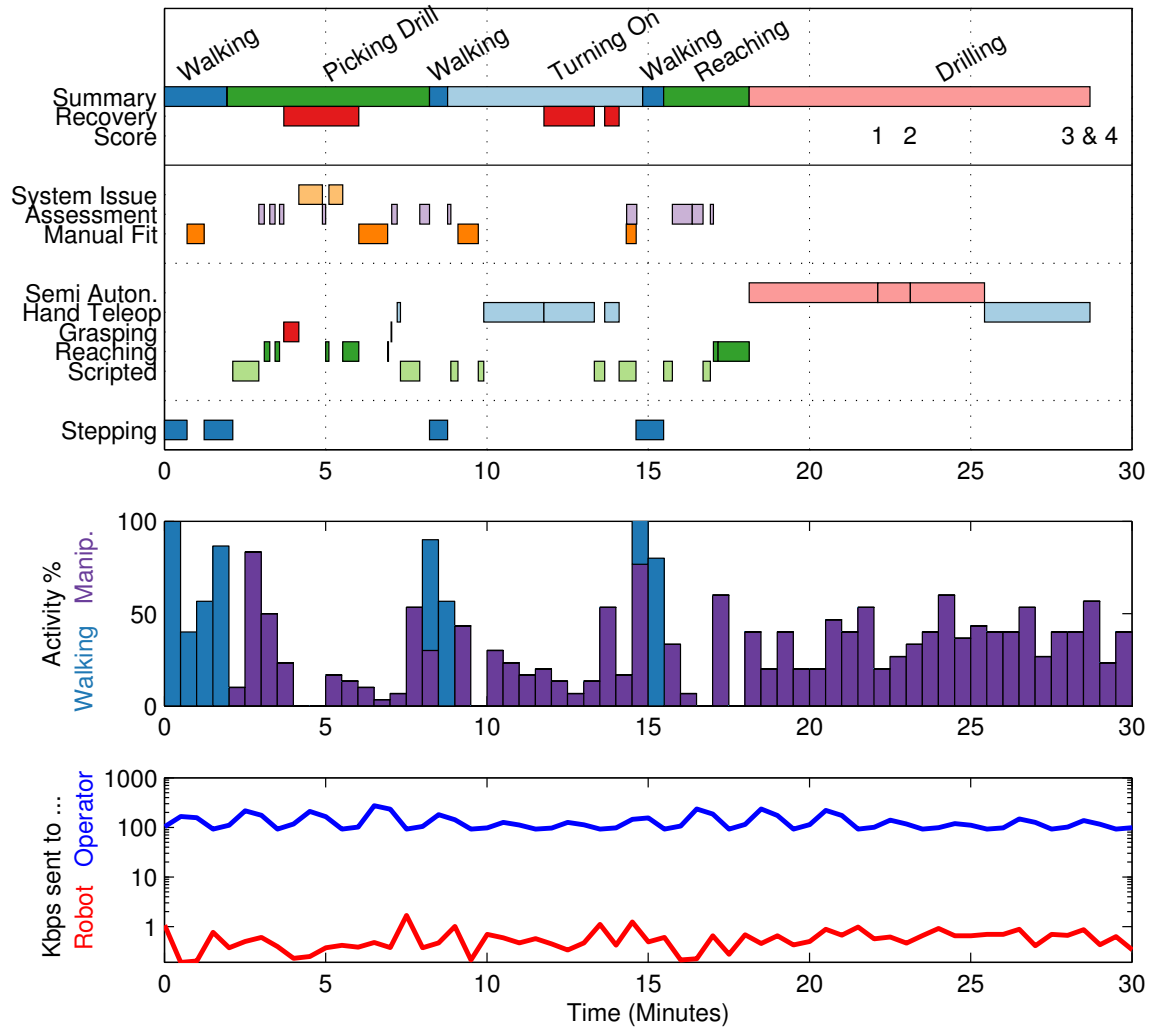 Walking Picking Drill Walking Turning On Walking Reaching Drilling
Summary
Recovery
Score 1 2 3 & 4
System Issue
Assessment
Manual Fit
Semi Auton.
Hand Teleop
Grasping
Reaching
Scripted
Stepping
0 5 10 15 20 25 30
Activity %
Walking Manip.
100
50
0
0 5 10 15 20 25 30
Kbps sent to ...
Robot Operator
1000
100
10
1
0 5 10 15 20 25 30
Time (Minutes)